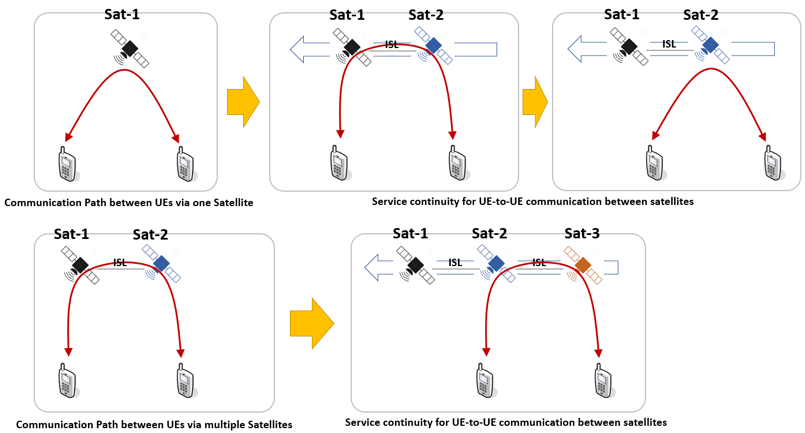 Sat-1
Sat-1 Sat-2
Sat-1 Sat-2
ISL
ISL
Communication Path between UEs via one Satellite
Service continuity for UE-to-UE communication between satellites
Sat-1 Sat-2
Sat-1 Sat-2 Sat-3
ISL
ISL ISL
Communication Path between UEs via multiple Satellites
Service continuity for UE-to-UE communication between satellites